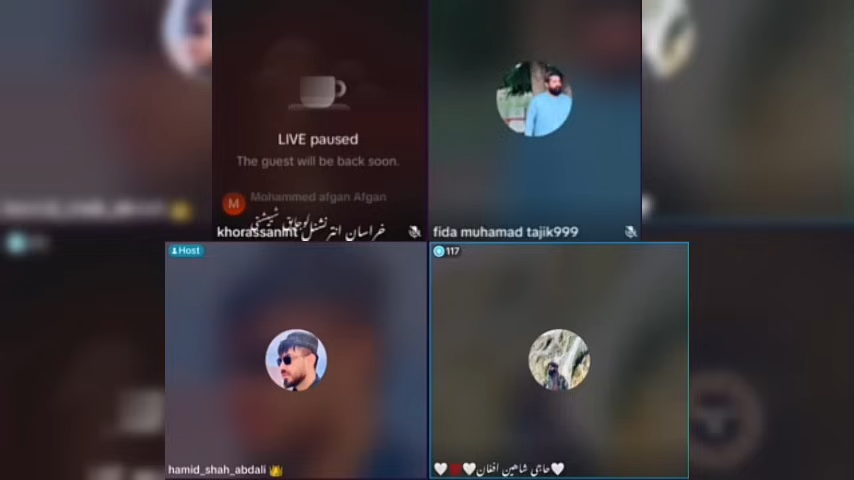 LIVE paused
The guest will be back soon.
M Mohammed afgan Afgan
khorassanint خراسان انترنشنل
fida muhamad tajik999
Host
117
hamid_shah_abdali 👑
🤍🤍حاجی شاهین افغان🤍